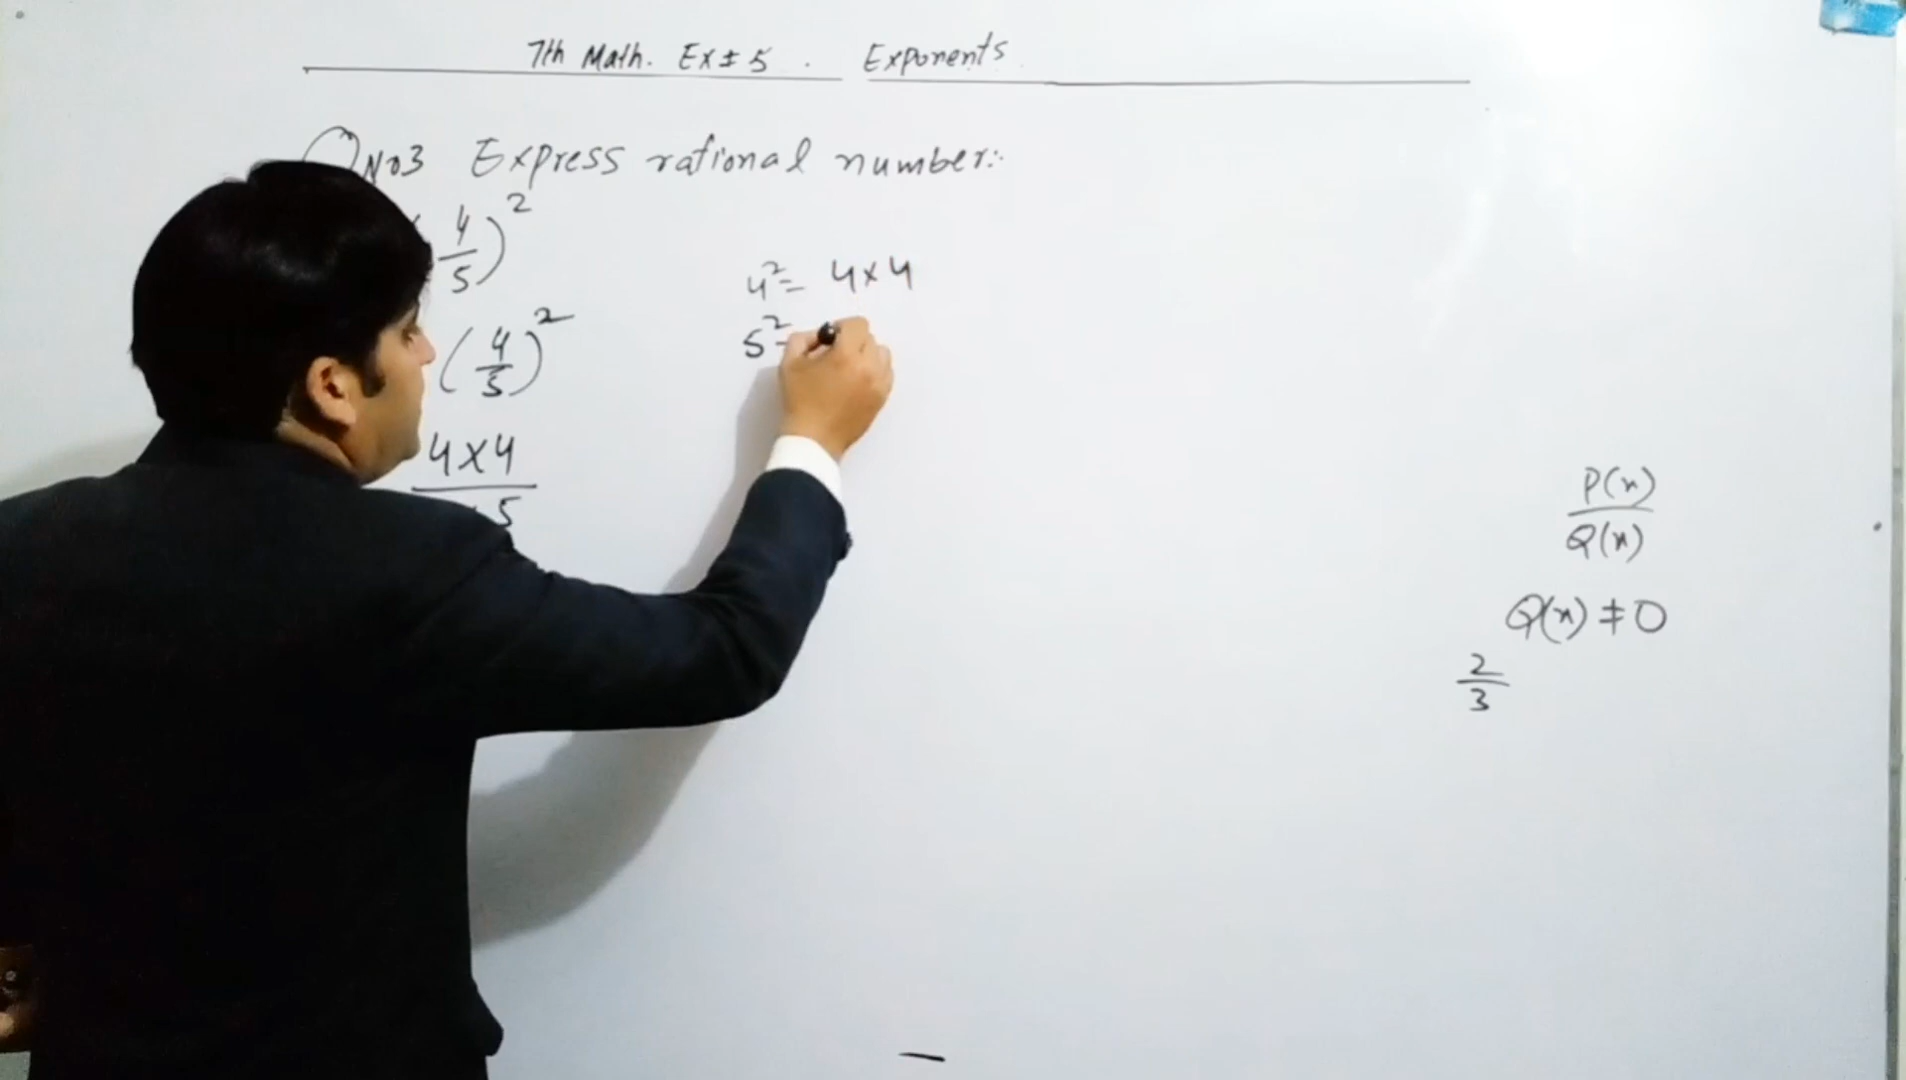 7th Math. Ex ± 5 . Exponents
QNo3 Express rational number:-
4/5)²
(4/5)²
4×4
5
4² = 4×4
5² =
P(x)
Q(x)
Q(x) ≠ 0
2/3